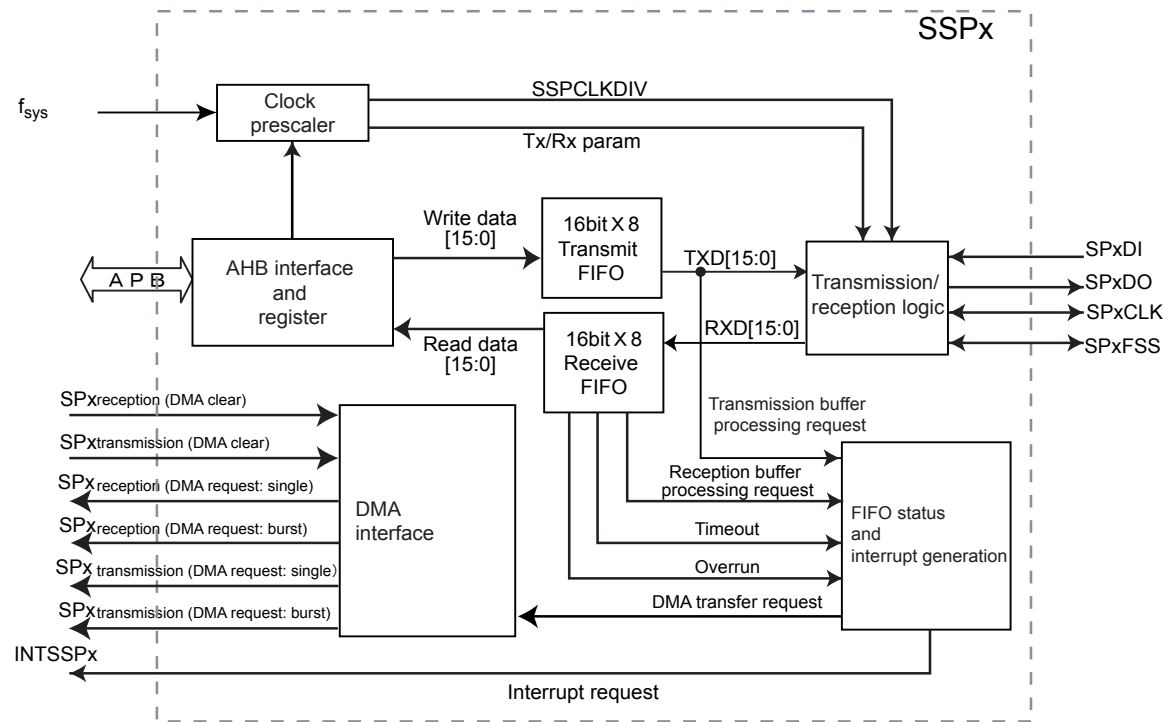 SSPx
SSPCLKDIV
fsys
Clock
prescaler
Tx/Rx param
Write data
[15:0]
16bit X 8
Transmit
FIFO
TXD[15:0]
A P B
AHB interface
and
register
Transmission/
reception logic
SPxDI
SPxDO
SPxCLK
SPxFSS
Read data
[15:0]
16bit X 8
Receive
FIFO
RXD[15:0]
SPxreception (DMA clear)
SPxtransmission (DMA clear)
SPx reception (DMA request: single)
SPxreception (DMA request: burst)
SPx transmission (DMA request: single)
SPx transmission (DMA request: burst)
INTSSPx
DMA
interface
Transmission buffer
processing request
Reception buffer
processing request
Timeout
Overrun
DMA transfer request
FIFO status
and
interrupt generation
Interrupt request